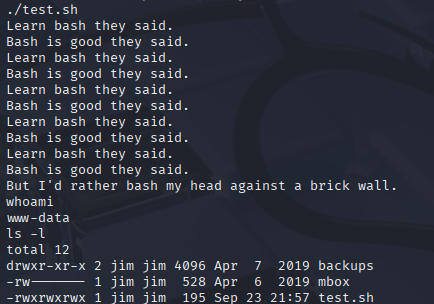 ./test.sh
Learn bash they said.
Bash is good they said.
Learn bash they said.
Bash is good they said.
Learn bash they said.
Bash is good they said.
Learn bash they said.
Bash is good they said.
Learn bash they said.
Bash is good they said.
But I'd rather bash my head against a brick wall.
whoami
www-data
ls -l
total 12
drwxr-xr-x 2 jim jim 4096 Apr  7  2019 backups
-rw------- 1 jim jim  528 Apr  6  2019 mbox
-rwxrwxrwx 1 jim jim  195 Sep 23 21:57 test.sh